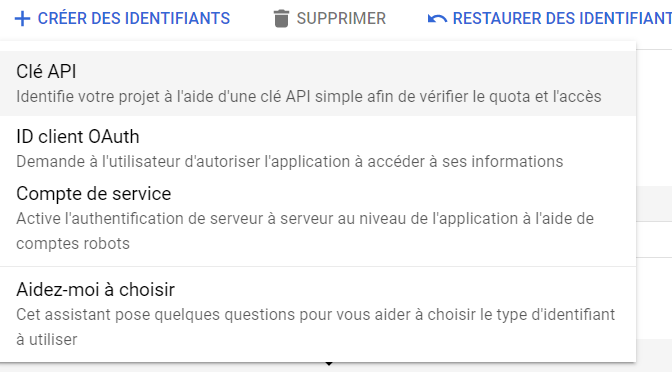 CRÉER DES IDENTIFIANTS SUPPRIMER RESTAURER DES IDENTIFIANT
Clé API
Identifie votre projet à l'aide d'une clé API simple afin de vérifier le quota et l'accès
ID client OAuth
Demande à l'utilisateur d'autoriser l'application à accéder à ses informations
Compte de service
Active l'authentification de serveur à serveur au niveau de l'application à l'aide de
comptes robots
Aidez-moi à choisir
Cet assistant pose quelques questions pour vous aider à choisir le type d'identifiant
à utiliser